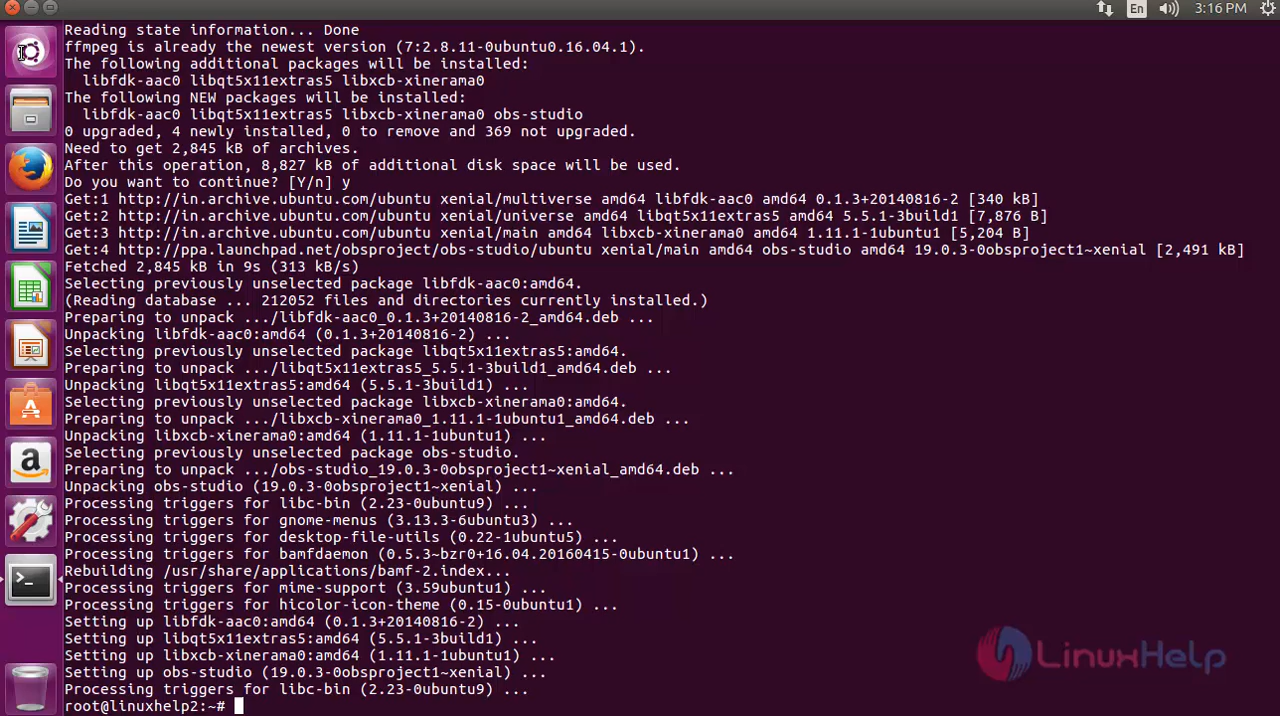 En 3:16 PM
Reading state information... Done
ffmpeg is already the newest version (7:2.8.11-0ubuntu0.16.04.1).
The following additional packages will be installed:
libfdk-aac0 libqt5x11extras5 libxcb-xinerama0
The following NEW packages will be installed:
libfdk-aac0 libqt5x11extras5 libxcb-xinerama0 obs-studio
0 upgraded, 4 newly installed, 0 to remove and 369 not upgraded.
Need to get 2,845 kB of archives.
After this operation, 8,827 kB of additional disk space will be used.
Do you want to continue? [Y/n] y
Get:1 http://in.archive.ubuntu.com/ubuntu xenial/multiverse amd64 libfdk-aac0 amd64 0.1.3+20140816-2 [340 kB]
Get:2 http://in.archive.ubuntu.com/ubuntu xenial/universe amd64 libqt5x11extras5 amd64 5.5.1-3build1 [7,876 B]
Get:3 http://in.archive.ubuntu.com/ubuntu xenial/main amd64 libxcb-xinerama0 amd64 1.11.1-1ubuntu1 [5,204 B]
Get:4 http://ppa.launchpad.net/obsproject/obs-studio/ubuntu xenial/main amd64 obs-studio amd64 19.0.3-0obsproject1~xenial [2,491 kB]
Fetched 2,845 kB in 9s (313 kB/s)
Selecting previously unselected package libfdk-aac0:amd64.
(Reading database ... 212052 files and directories currently installed.)
Preparing to unpack .../libfdk-aac0_0.1.3+20140816-2_amd64.deb ...
Unpacking libfdk-aac0:amd64 (0.1.3+20140816-2) ...
Selecting previously unselected package libqt5x11extras5:amd64.
Preparing to unpack .../libqt5x11extras5_5.5.1-3build1_amd64.deb ...
Unpacking libqt5x11extras5:amd64 (5.5.1-3build1) ...
Selecting previously unselected package libxcb-xinerama0:amd64.
Preparing to unpack .../libxcb-xinerama0_1.11.1-1ubuntu1_amd64.deb ...
Unpacking libxcb-xinerama0:amd64 (1.11.1-1ubuntu1) ...
Selecting previously unselected package obs-studio.
Preparing to unpack .../obs-studio_19.0.3-0obsproject1~xenial_amd64.deb ...
Unpacking obs-studio (19.0.3-0obsproject1~xenial) ...
Processing triggers for libc-bin (2.23-0ubuntu9) ...
Processing triggers for gnome-menus (3.13.3-6ubuntu3) ...
Processing triggers for desktop-file-utils (0.22-1ubuntu5) ...
Processing triggers for bamfdaemon (0.5.3~bzr0+16.04.20160415-0ubuntu1) ...
Rebuilding /usr/share/applications/bamf-2.index...
Processing triggers for mime-support (3.59ubuntu1) ...
Processing triggers for hicolor-icon-theme (0.15-0ubuntu1) ...
Setting up libfdk-aac0:amd64 (0.1.3+20140816-2) ...
Setting up libqt5x11extras5:amd64 (5.5.1-3build1) ...
Setting up libxcb-xinerama0:amd64 (1.11.1-1ubuntu1) ...
Setting up obs-studio (19.0.3-0obsproject1~xenial) ...
Processing triggers for libc-bin (2.23-0ubuntu9) ...
root@linuxhelp2:~#
LinuxHelp